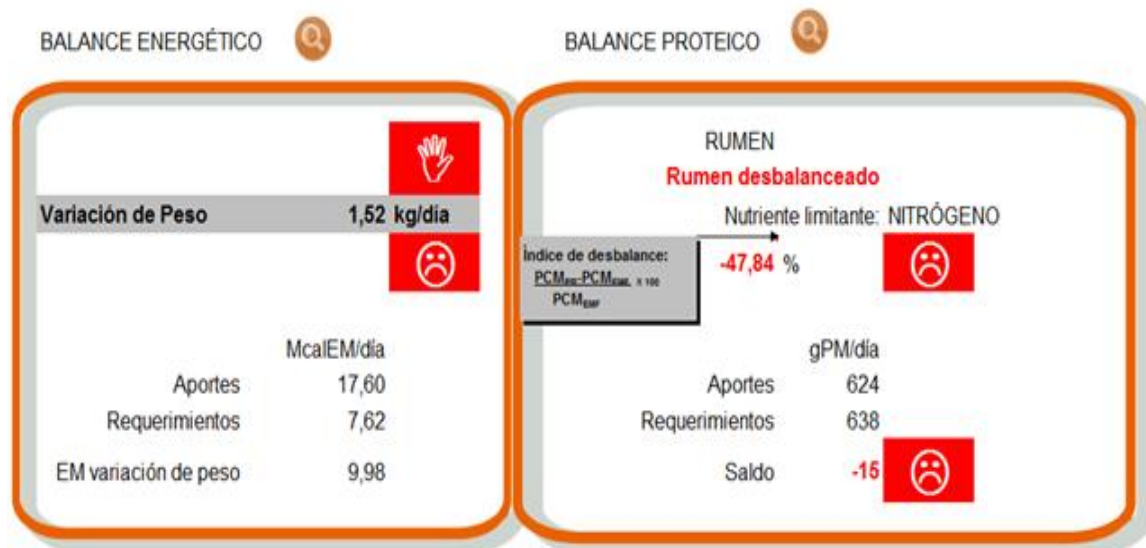 BALANCE ENERGÉTICO
Variación de Peso 1,52 kg/día
McalEM/día
Aportes 17,60
Requerimientos 7,62
EM variación de peso 9,98
BALANCE PROTEICO
RUMEN
Rumen desbalanceado
Nutriente limitante: NITRÓGENO
Índice de desbalance:
-47,84 %
x 100
gPM/día
Aportes 624
Requerimientos 638
Saldo -15